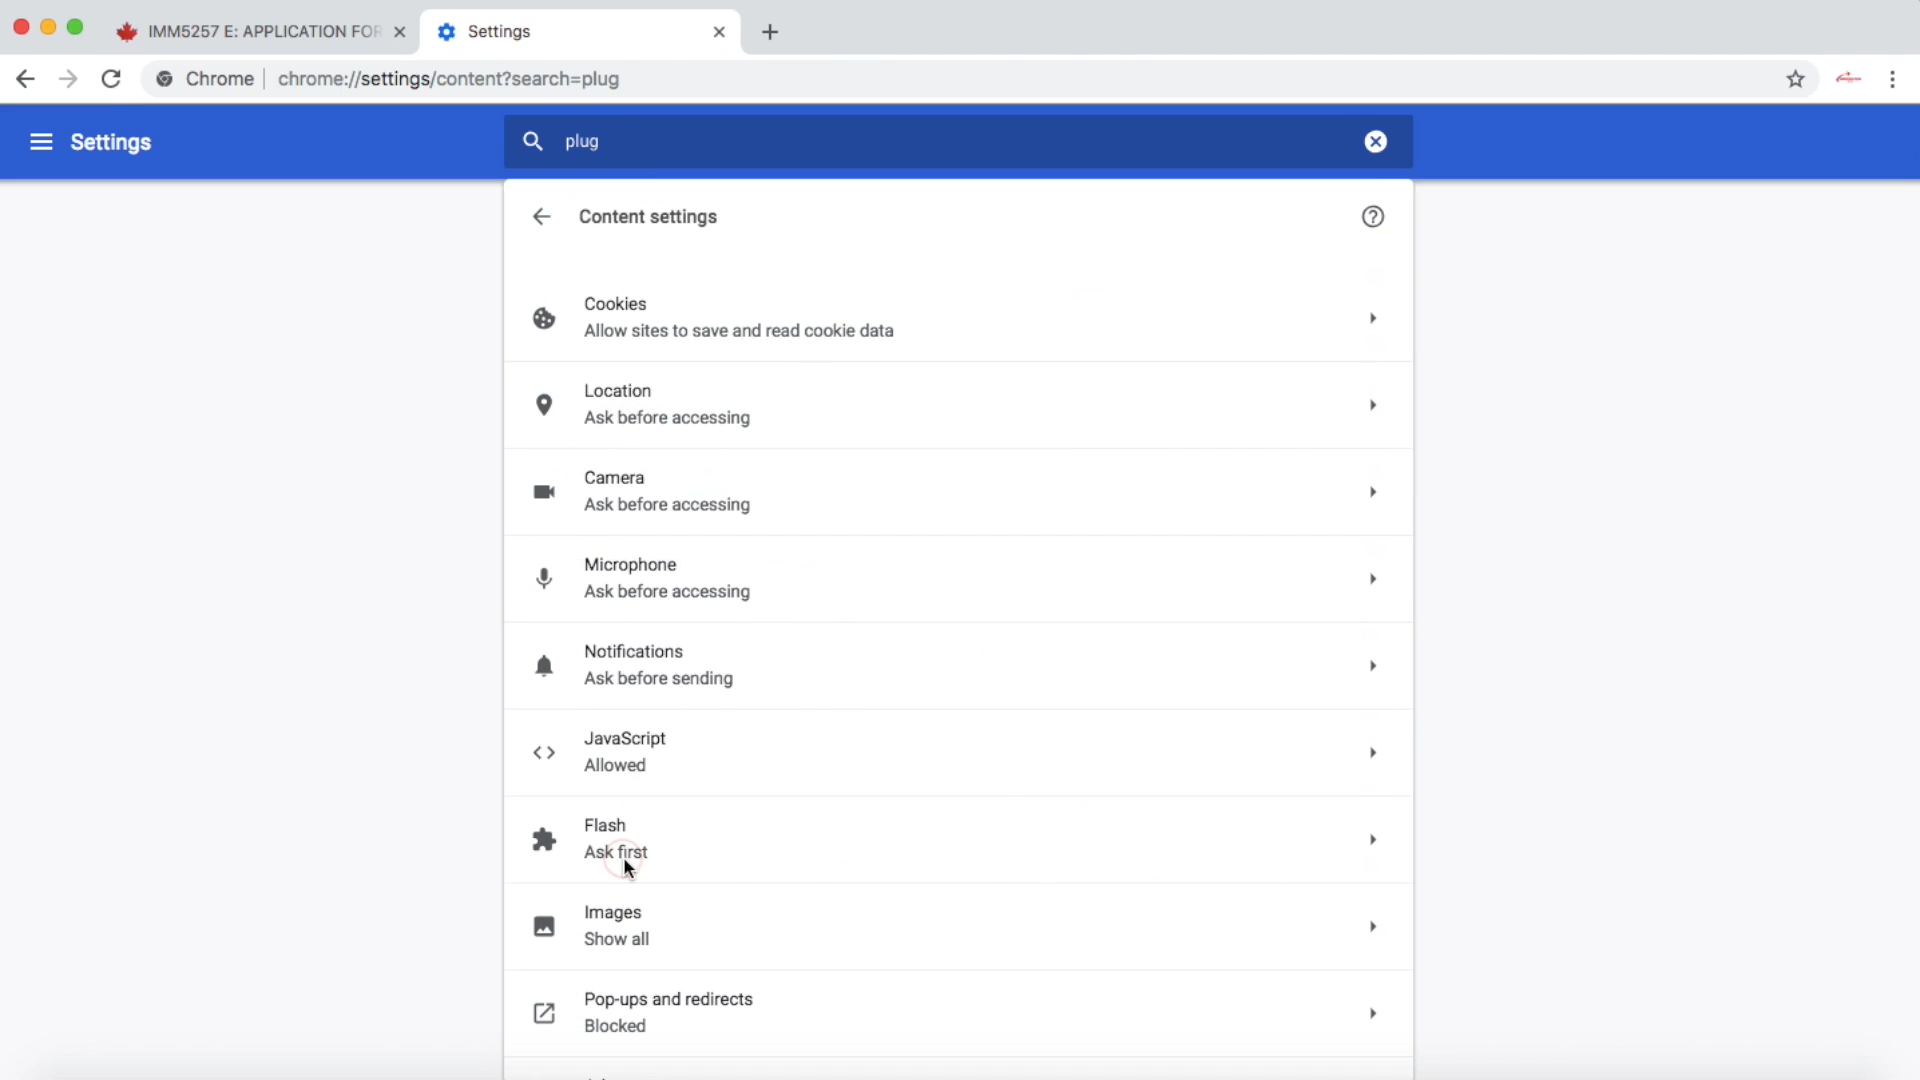 IMM5257 E: APPLICATION FOR
Settings
Chrome
chrome://settings/content?search=plug
Settings
plug
Content settings
Cookies
Allow sites to save and read cookie data
Location
Ask before accessing
Camera
Ask before accessing
Microphone
Ask before accessing
Notifications
Ask before sending
JavaScript
Allowed
Flash
Ask first
Images
Show all
Pop-ups and redirects
Blocked